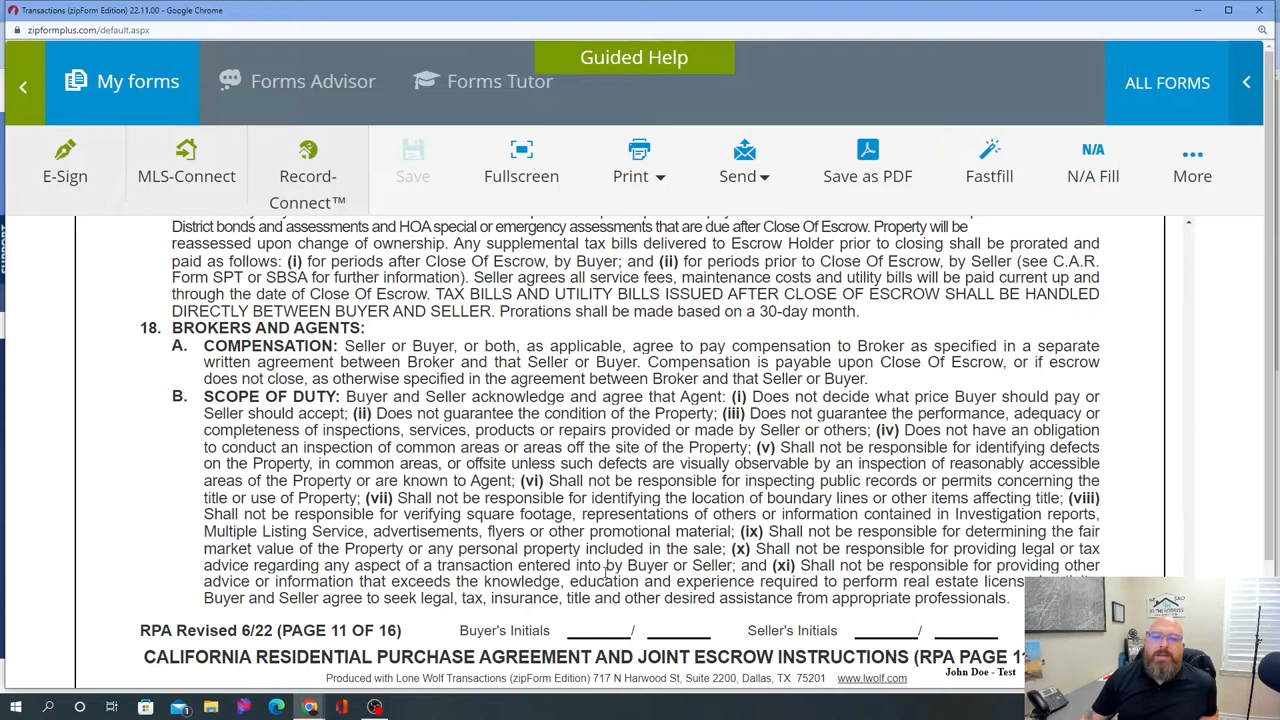 Transactions (zipForm Edition) 22.11.00 - Google Chrome
zipformplus.com/default.aspx
Guided Help
My forms
Forms Advisor
Forms Tutor
ALL FORMS
E-Sign
MLS-Connect
Record-
Connect™
Save
Fullscreen
Print
Send
Save as PDF
Fastfill
N/A
N/A Fill
More
SUPPORT
District bonds and assessments and HOA special or emergency assessments that are due after Close Of Escrow. Property will be
reassessed upon change of ownership. Any supplemental tax bills delivered to Escrow Holder prior to closing shall be prorated and
paid as follows: (i) for periods after Close Of Escrow, by Buyer; and (ii) for periods prior to Close Of Escrow, by Seller (see C.A.R.
Form SPT or SBSA for further information). Seller agrees all service fees, maintenance costs and utility bills will be paid current up and
through the date of Close Of Escrow. TAX BILLS AND UTILITY BILLS ISSUED AFTER CLOSE OF ESCROW SHALL BE HANDLED
DIRECTLY BETWEEN BUYER AND SELLER. Prorations shall be made based on a 30-day month.
18. BROKERS AND AGENTS:
A. COMPENSATION: Seller or Buyer, or both, as applicable, agree to pay compensation to Broker as specified in a separate
written agreement between Broker and that Seller or Buyer. Compensation is payable upon Close Of Escrow, or if escrow
does not close, as otherwise specified in the agreement between Broker and that Seller or Buyer.
B. SCOPE OF DUTY: Buyer and Seller acknowledge and agree that Agent: (i) Does not decide what price Buyer should pay or
Seller should accept; (ii) Does not guarantee the condition of the Property; (iii) Does not guarantee the performance, adequacy or
completeness of inspections, services, products or repairs provided or made by Seller or others; (iv) Does not have an obligation
to conduct an inspection of common areas or areas off the site of the Property; (v) Shall not be responsible for identifying defects
on the Property, in common areas, or offsite unless such defects are visually observable by an inspection of reasonably accessible
areas of the Property or are known to Agent; (vi) Shall not be responsible for inspecting public records or permits concerning the
title or use of Property; (vii) Shall not be responsible for identifying the location of boundary lines or other items affecting title; (viii)
Shall not be responsible for verifying square footage, representations of others or information contained in Investigation reports,
Multiple Listing Service, advertisements, flyers or other promotional material; (ix) Shall not be responsible for determining the fair
market value of the Property or any personal property included in the sale; (x) Shall not be responsible for providing legal or tax
advice regarding any aspect of a transaction entered into by Buyer or Seller; and (xi) Shall not be responsible for providing other
advice or information that exceeds the knowledge, education and experience required to perform real estate
Buyer and Seller agree to seek legal, tax, insurance, title and other desired assistance from appropriate professionals.
RPA Revised 6/22 (PAGE 11 OF 16) Buyer's Initials / Seller's Initials /
CALIFORNIA RESIDENTIAL PURCHASE AGREEMENT AND JOINT ESCROW INSTRUCTIONS (RPA PAGE
Produced with Lone Wolf Transactions (zipForm Edition) 717 N Harwood St, Suite 2200, Dallas, TX 75201 www.lwolf.com
John Doe - Test